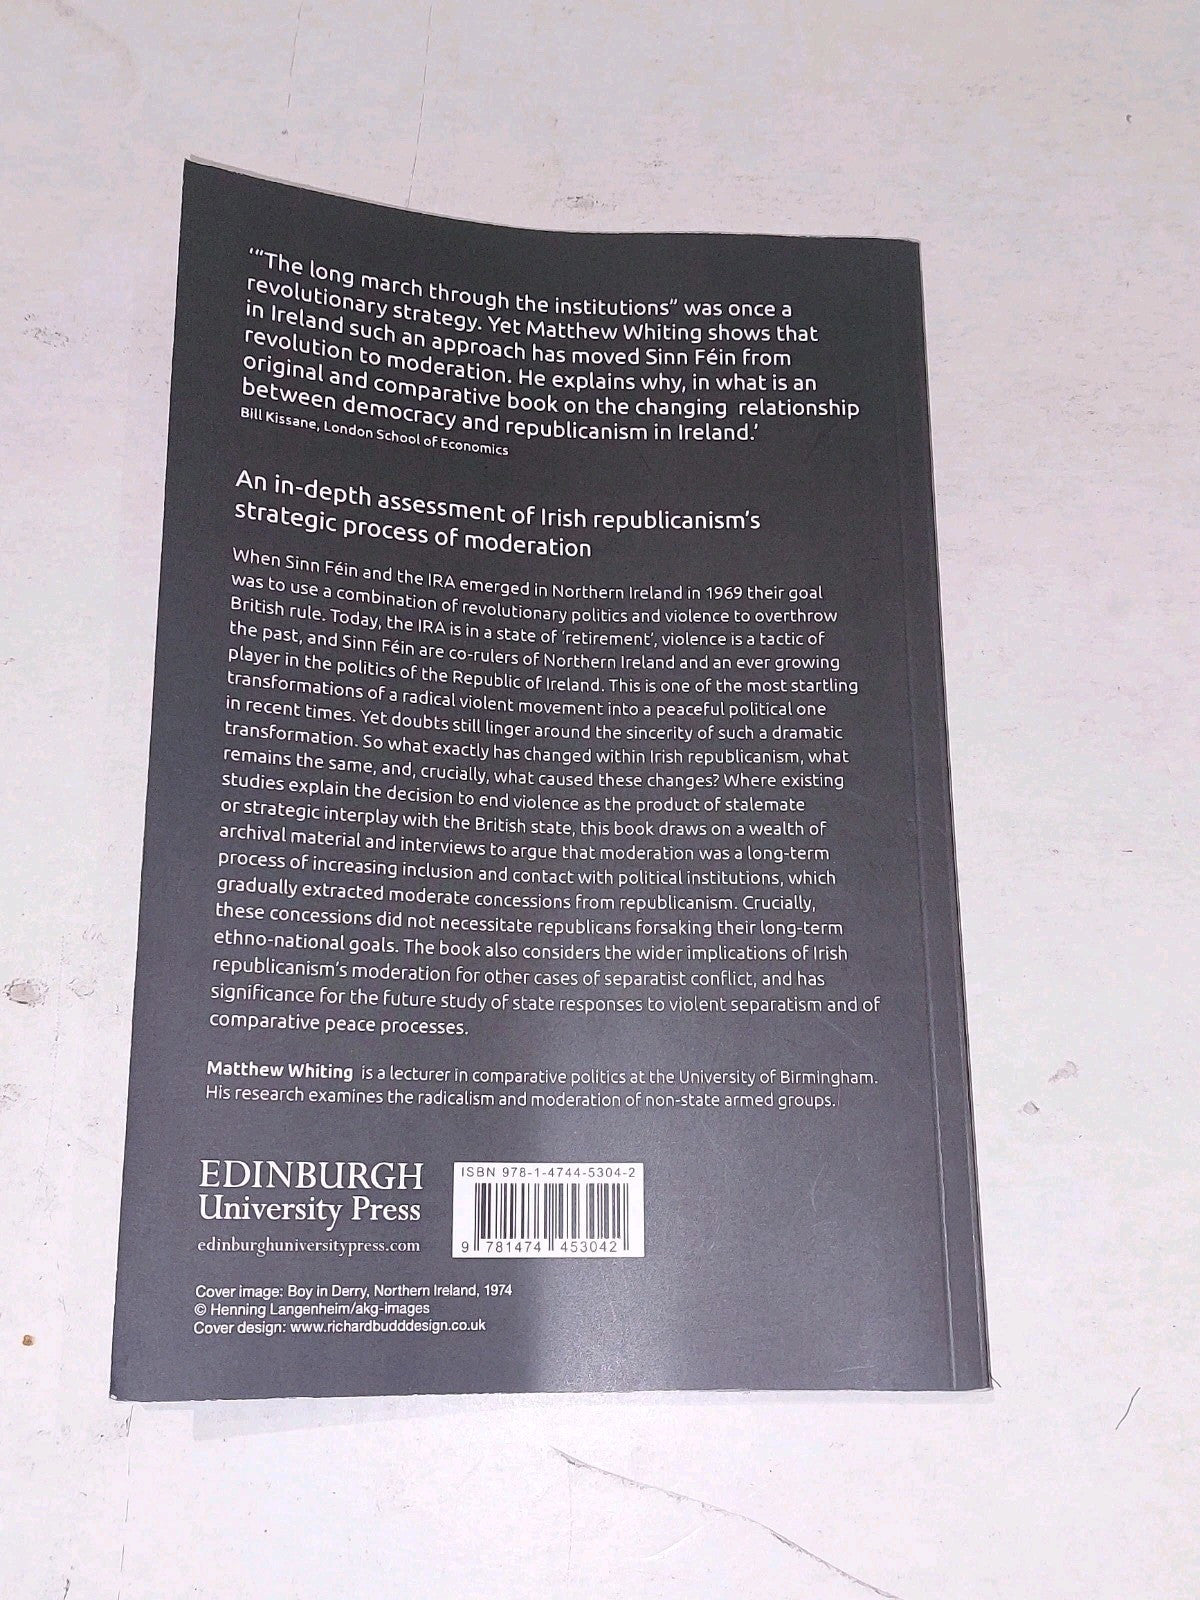 ‘“The long march through the institutions” was once a
revolutionary strategy. Yet Matthew Whiting shows that
in Ireland such an approach has moved Sinn Féin from
revolution to moderation. He explains why, in what is an
original and comparative book on the changing relationship
between democracy and republicanism in Ireland.’
Bill Kissane, London School of Economics
An in-depth assessment of Irish republicanism’s
strategic process of moderation
When Sinn Féin and the IRA emerged in Northern Ireland in 1969 their goal
was to use a combination of revolutionary politics and violence to overthrow
British rule. Today, the IRA is in a state of ‘retirement’, violence is a tactic of
the past, and Sinn Féin are co-rulers of Northern Ireland and an ever growing
player in the politics of the Republic of Ireland. This is one of the most startling
transformations of a radical violent movement into a peaceful political one
in recent times. Yet doubts still linger around the sincerity of such a dramatic
transformation. So what exactly has changed within Irish republicanism, what
remains the same, and, crucially, what caused these changes? Where existing
studies explain the decision to end violence as the product of stalemate
or strategic interplay with the British state, this book draws on a wealth of
archival material and interviews to argue that moderation was a long-term
process of increasing inclusion and contact with political institutions, which
gradually extracted moderate concessions from republicanism. Crucially,
these concessions did not necessitate republicans forsaking their long-term
ethno-national goals. The book also considers the wider implications of Irish
republicanism’s moderation for other cases of separatist conflict, and has
significance for the future study of state responses to violent separatism and of
comparative peace processes.
Matthew Whiting is a lecturer in comparative politics at the University of Birmingham.
His research examines the radicalism and moderation of non-state armed groups.
EDINBURGH
University Press
edinburghuniversitypress.com
ISBN 978-1-4744-5304-2
9 781474 453042
Cover image: Boy in Derry, Northern Ireland, 1974
© Henning Langenheim/akg-images
Cover design: www.richardbudddesign.co.uk